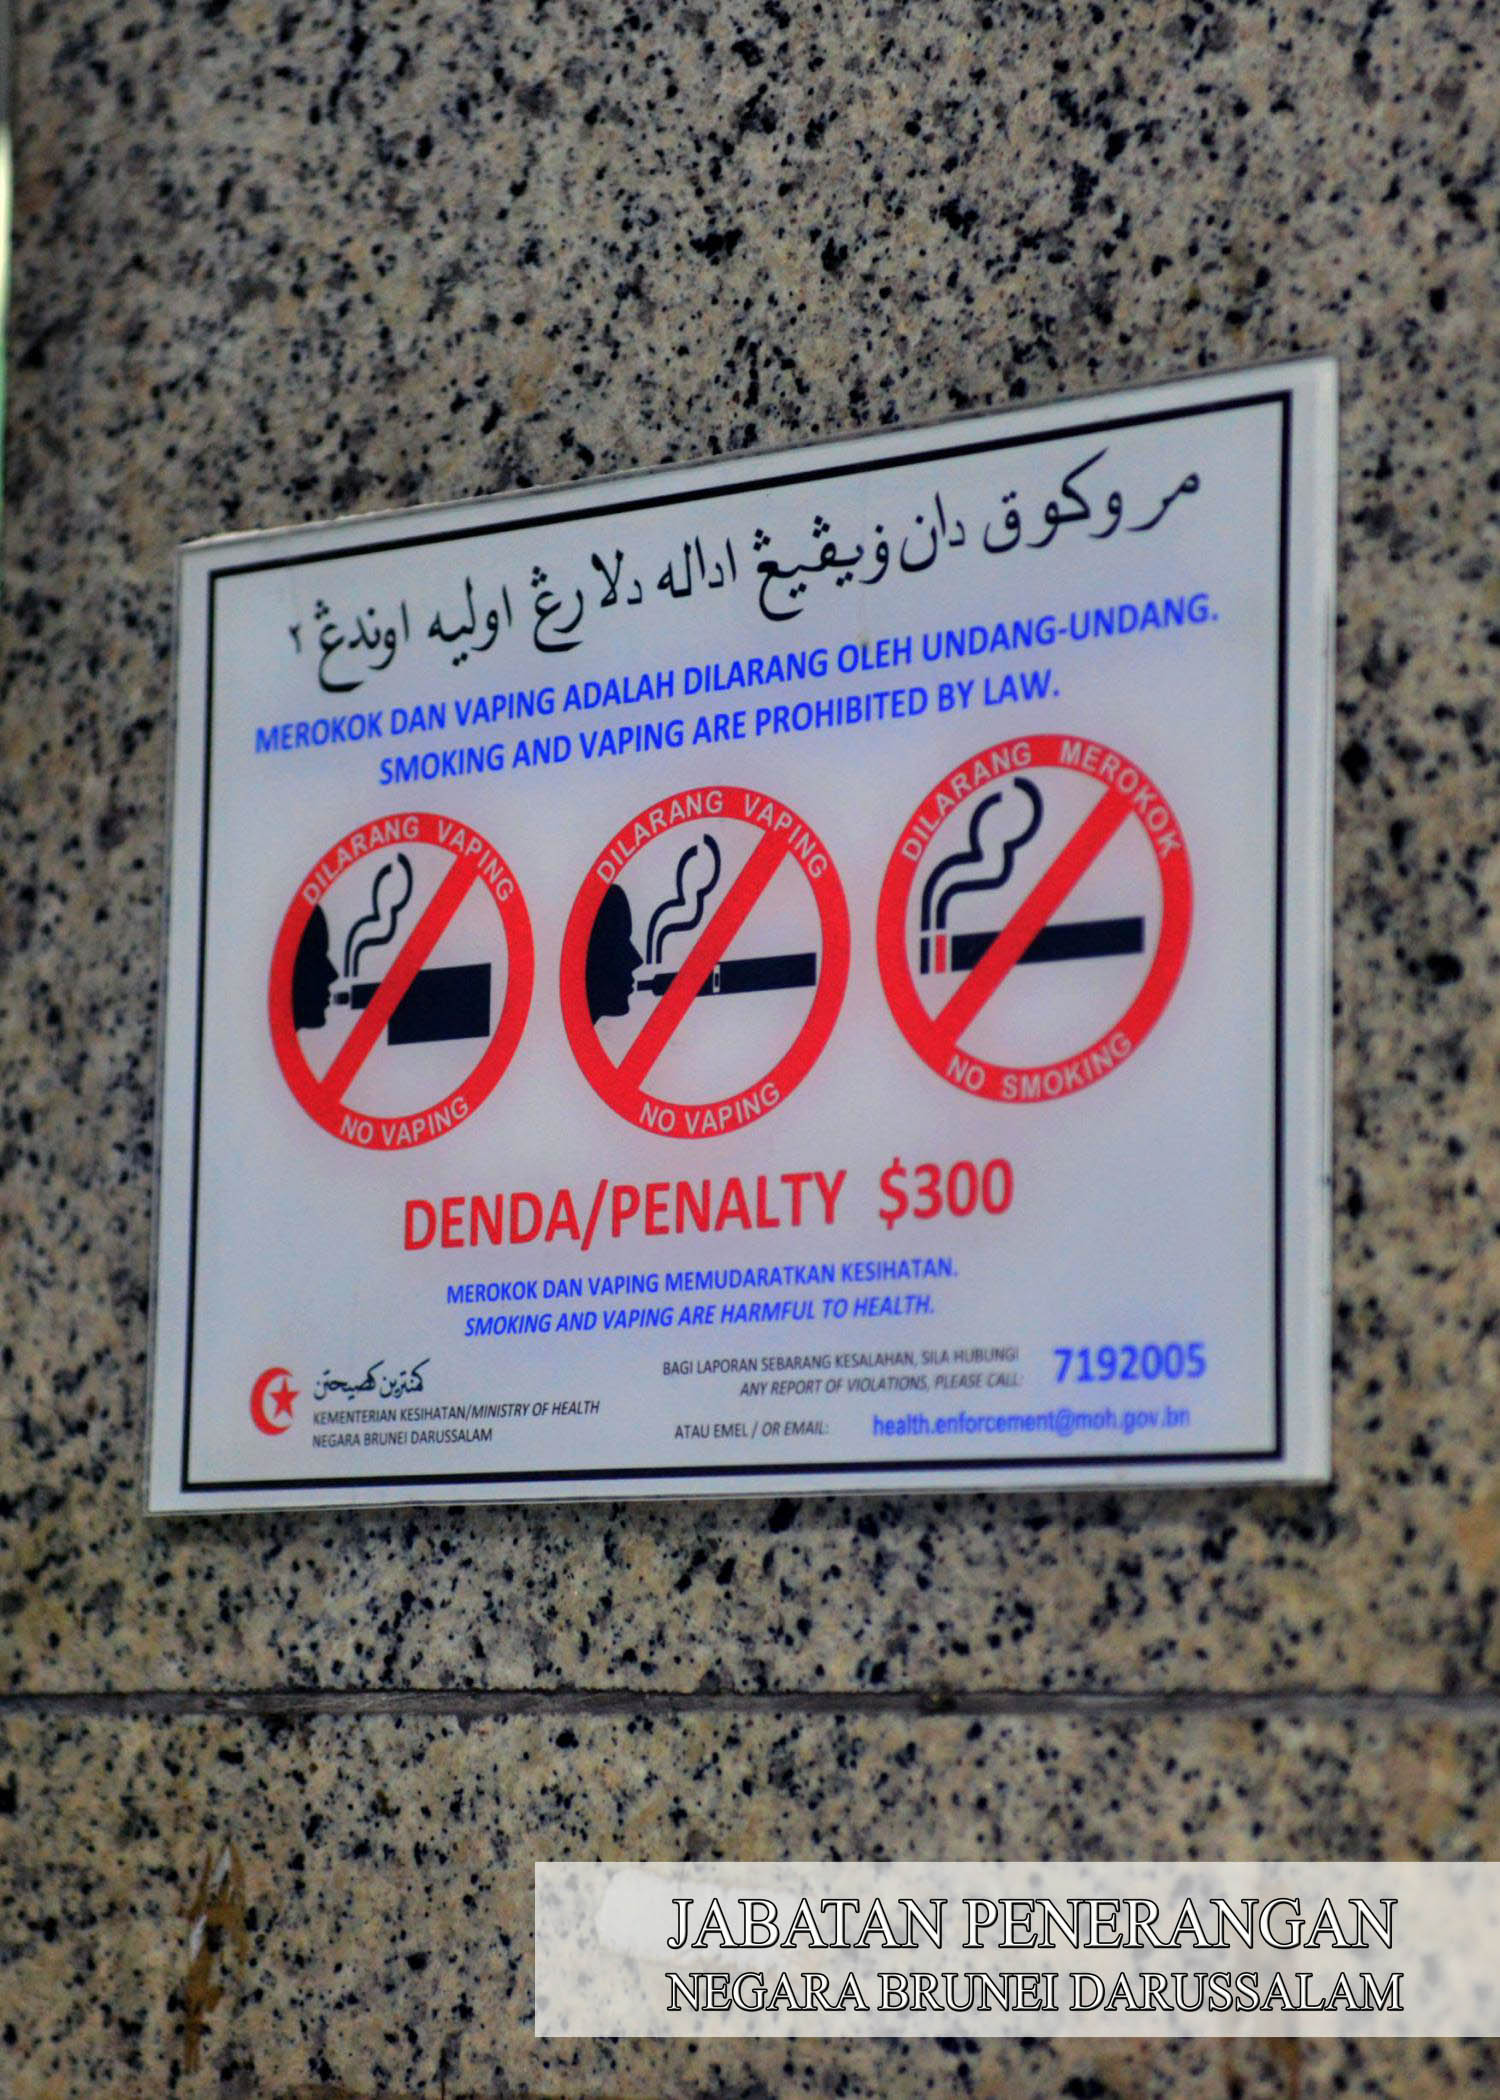 مروكوق دان ۏيڤيڠ اداله دلارڠ اوليه اوندڠ٢
MEROKOK DAN VAPING ADALAH DILARANG OLEH UNDANG-UNDANG.
SMOKING AND VAPING ARE PROHIBITED BY LAW.
DILARANG VAPING
NO VAPING
DILARANG VAPING
NO VAPING
DILARANG MEROKOK
NO SMOKING
DENDA/PENALTY $300
MEROKOK DAN VAPING MEMUDARATKAN KESIHATAN.
SMOKING AND VAPING ARE HARMFUL TO HEALTH.
كمنترين كصيحتن
KEMENTERIAN KESIHATAN/MINISTRY OF HEALTH
NEGARA BRUNEI DARUSSALAM
BAGI LAPORAN SEBARANG KESALAHAN, SILA HUBUNGI
ANY REPORT OF VIOLATIONS, PLEASE CALL:
7192005
ATAU EMEL / OR EMAIL: health.enforcement@moh.gov.bn
JABATAN PENERANGAN
NEGARA BRUNEI DARUSSALAM